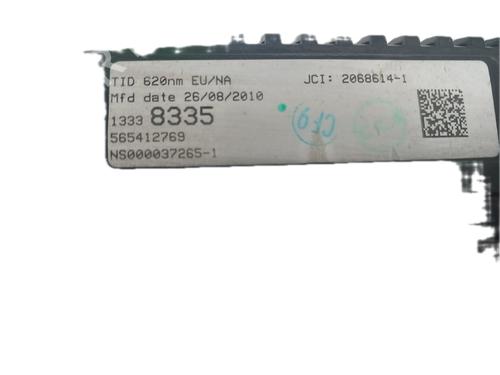 TID 620nm EU/NA JCI: 2068614-1
Mfd date 26/08/2010
1333 8335
565412769
NS000037265-1